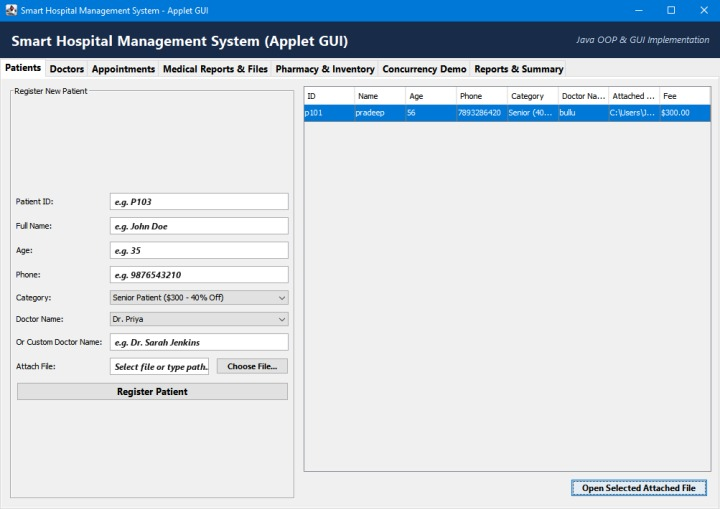 Smart Hospital Management System - Applet GUI
Smart Hospital Management System (Applet GUI)
Java OOP & GUI Implementation
Patients Doctors Appointments Medical Reports & Files Pharmacy & Inventory Concurrency Demo Reports & Summary
Register New Patient
ID Name Age Phone Category Doctor Na... Attached ... Fee
p101 pradeep 56 7893286420 Senior (40... bullu C:\Users\J... $300.00
Patient ID: e.g. P103
Full Name: e.g. John Doe
Age: e.g. 35
Phone: e.g. 9876543210
Category: Senior Patient ($300 - 40% Off)
Doctor Name: Dr. Priya
Or Custom Doctor Name: e.g. Dr. Sarah Jenkins
Attach File: Select file or type path. Choose File...
Register Patient
Open Selected Attached File